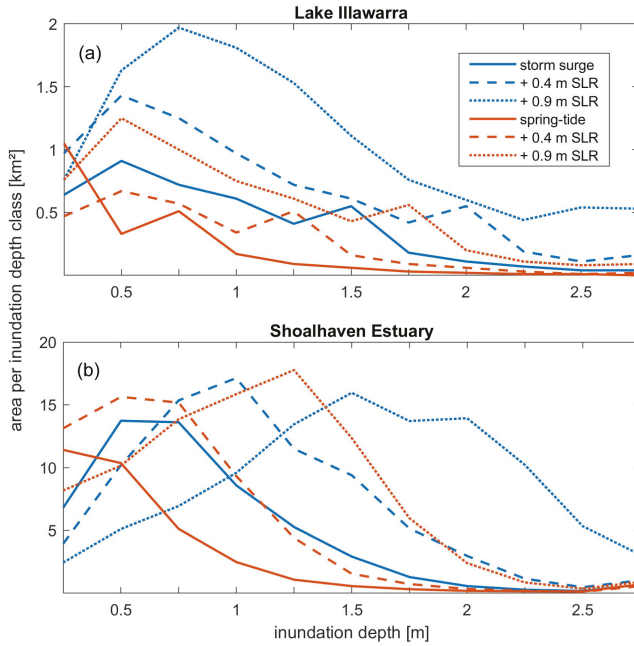 Lake Illawarra
2
(a)
storm surge
+ 0.4 m SLR
1.5
+ 0.9 m SLR
spring-tide
+ 0.4 m SLR
+ 0.9 m SLR
1
0.5
0.5 1 1.5 2 2.5
area per inundation depth class [km²]
Shoalhaven Estuary
20
(b)
15
10
5
0.5 1 1.5 2 2.5
inundation depth [m]